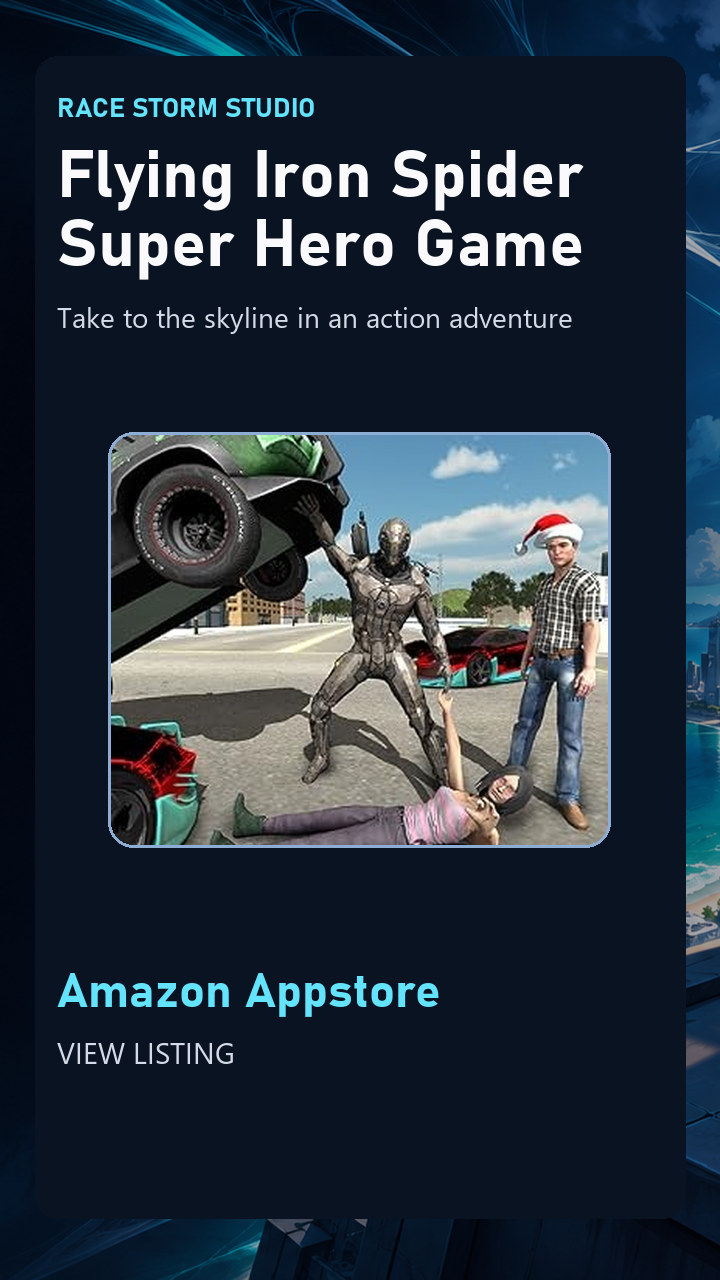 RACE STORM STUDIO
Flying Iron Spider
Super Hero Game
Take to the skyline in an action adventure
Amazon Appstore
VIEW LISTING